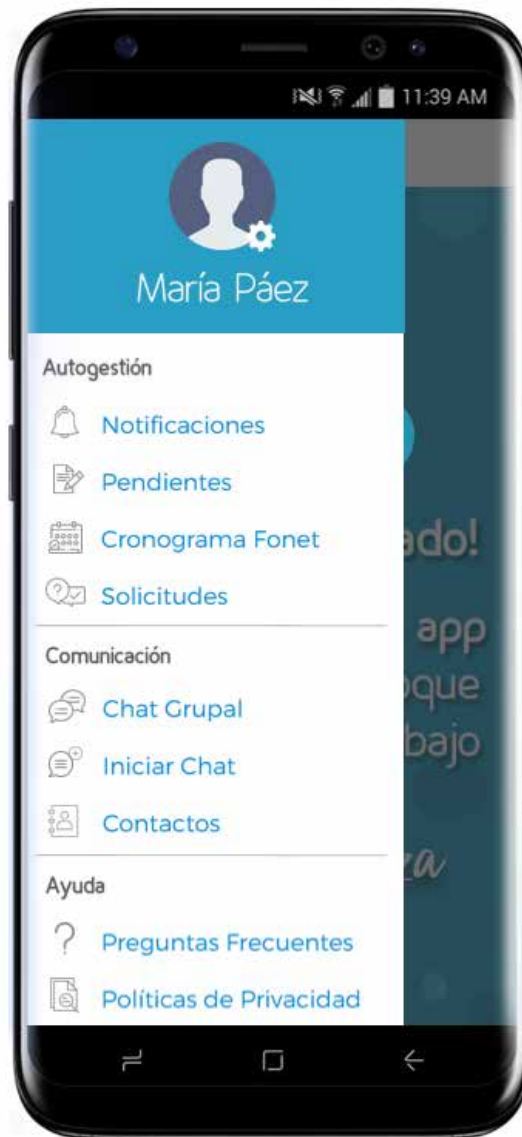 11:39 AM
María Páez
Autogestión
Notificaciones
Pendientes
Cronograma Fonet
Solicitudes
app
Comunicación
Chat Grupal
Iniciar Chat
Contactos
Ayuda
Preguntas Frecuentes
Políticas de Privacidad